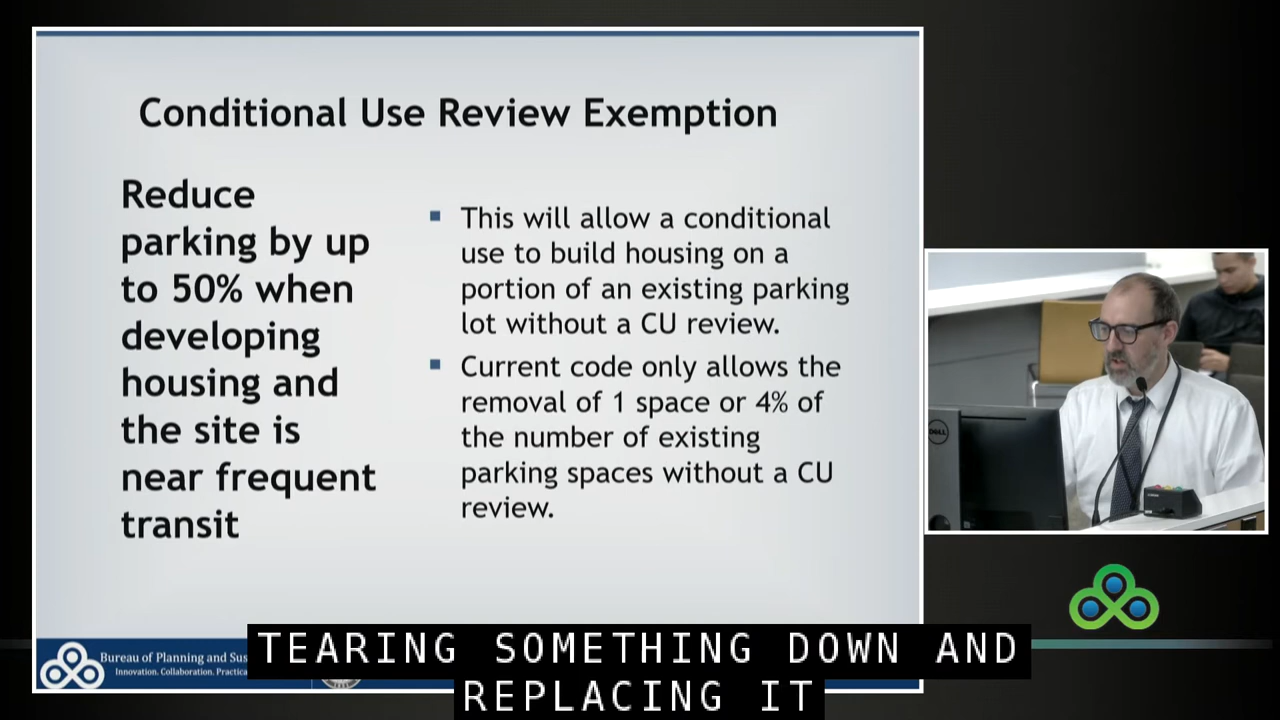 Conditional Use Review Exemption
Reduce
parking by up
to 50% when
developing
housing and
the site is
near frequent
transit
This will allow a conditional
use to build housing on a
portion of an existing parking
lot without a CU review.
Current code only allows the
removal of 1 space or 4% of
the number of existing
parking spaces without a CU
review.
DELL
Bureau of Planning and Sus
Innovation. Collaboration. Practica
TEARING SOMETHING DOWN AND
REPLACING IT